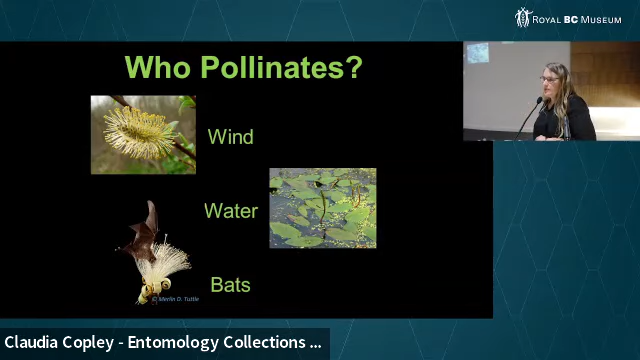 ROYAL BC MUSEUM
Who Pollinates?
Wind
Water
© Merlin D. Tuttle
Bats
Claudia Copley - Entomology Collections ...